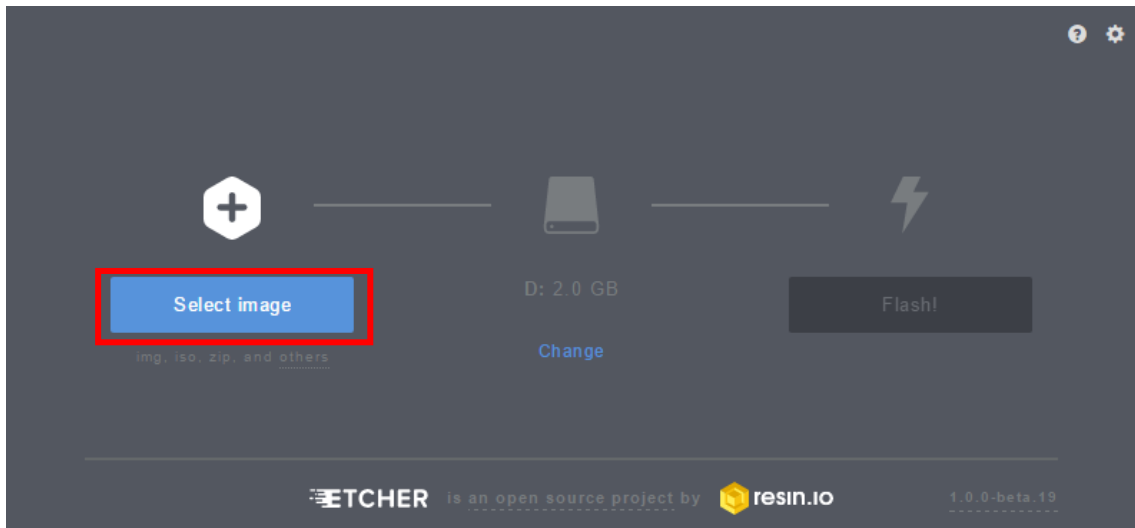 Select image
img, iso, zip, and others
D: 2.0 GB
Change
Flash!
ETCHER is an open source project by resin.io 1.0.0-beta.19